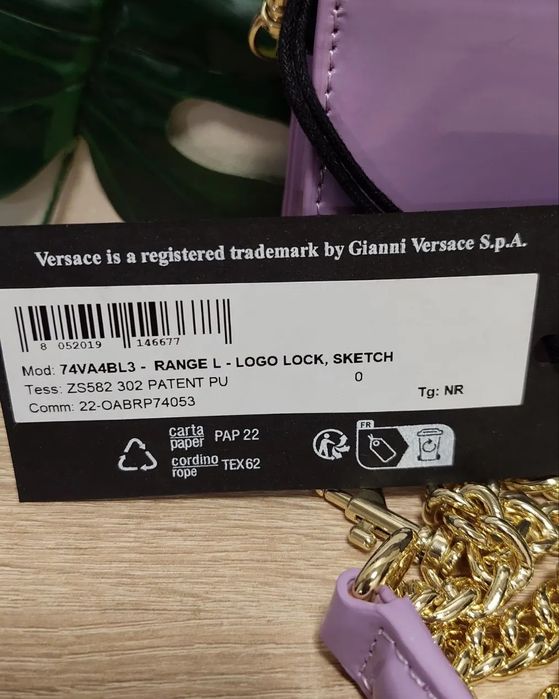 Versace is a registered trademark by Gianni Versace S.p.A.
8 052019 146677
Mod: 74VA4BL3 - RANGE L - LOGO LOCK, SKETCH
Tess: ZS582 302 PATENT PU 0
Comm: 22-OABRP74053 Tg: NR
carta
paper PAP 22
cordino
rope TEX62
FR